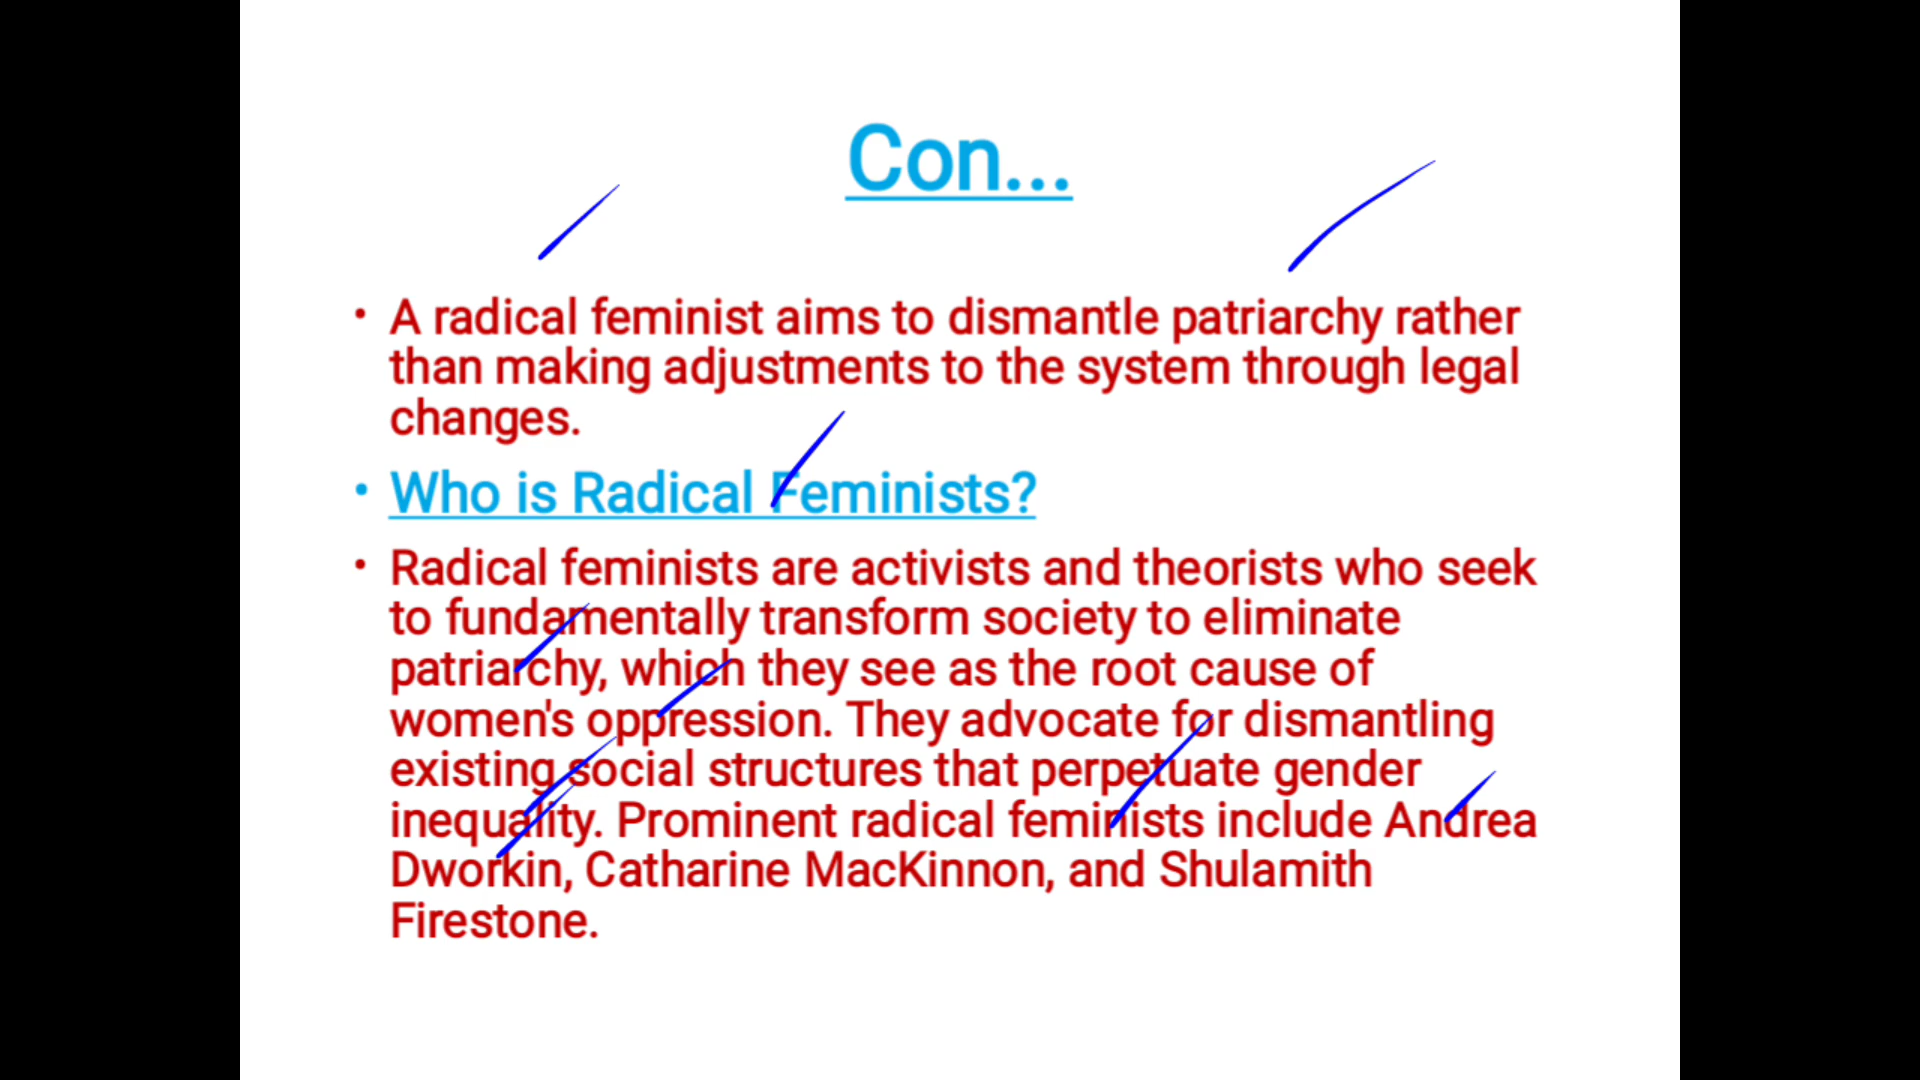 Con...
• A radical feminist aims to dismantle patriarchy rather
than making adjustments to the system through legal
changes.
• Who is Radical Feminists?
• Radical feminists are activists and theorists who seek
to fundamentally transform society to eliminate
patriarchy, which they see as the root cause of
women's oppression. They advocate for dismantling
existing social structures that perpetuate gender
inequality. Prominent radical feminists include Andrea
Dworkin, Catharine MacKinnon, and Shulamith
Firestone.